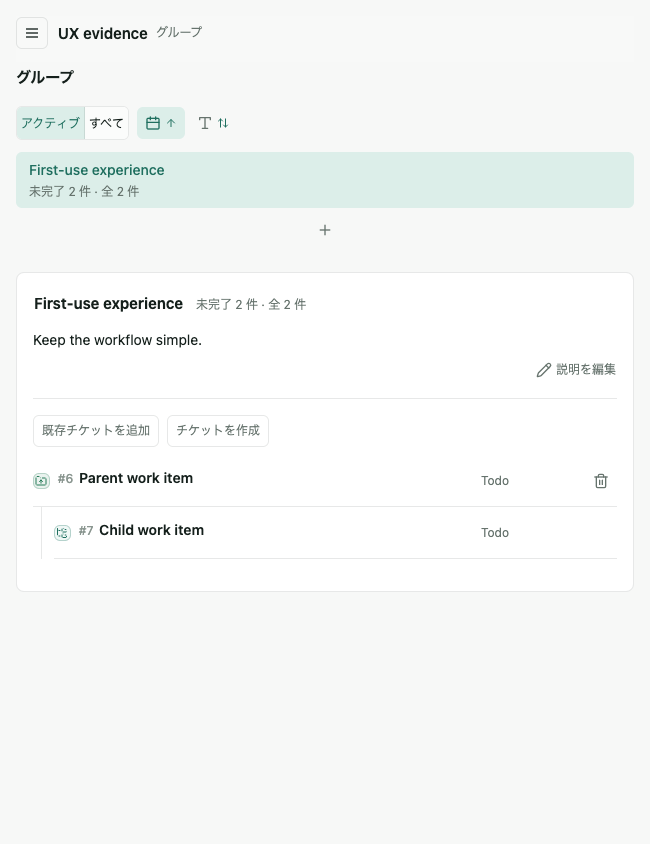 UX evidence グループ
グループ
アクティブ すべて
First-use experience
未完了 2 件 · 全 2 件
First-use experience 未完了 2 件 · 全 2 件
Keep the workflow simple.
説明を編集
既存チケットを追加 チケットを作成
#6 Parent work item Todo
#7 Child work item Todo